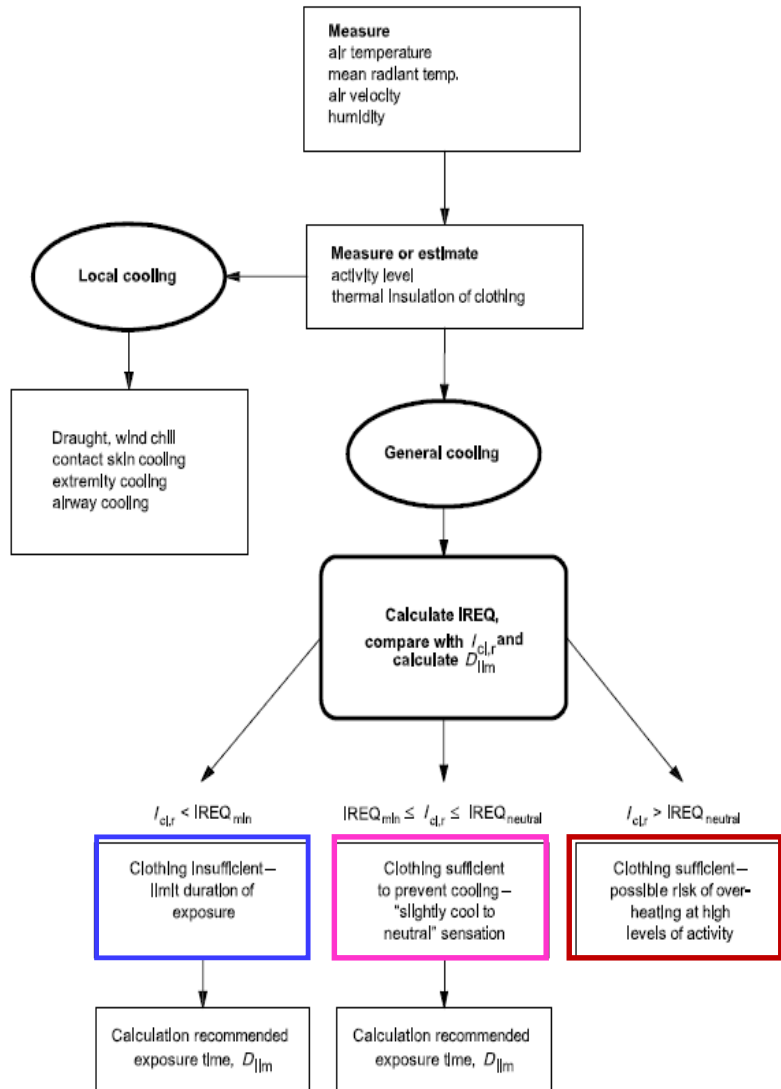 Measure
air temperature
mean radiant temp.
air velocity
humidity
Measure or estimate
activity level
thermal insulation of clothing
Local cooling
Draught, wind chill
contact skin cooling
extremity cooling
airway cooling
General cooling
Calculate IREQ,
compare with Icl,r and
calculate Dlim
Icl,r < IREQmin
IREQmin ≤ Icl,r ≤ IREQneutral
Icl,r > IREQneutral
Clothing insufficient—
limit duration of
exposure
Clothing sufficient
to prevent cooling—
“slightly cool to
neutral” sensation
Clothing sufficient—
possible risk of over-
heating at high
levels of activity
Calculation recommended
exposure time, Dlim
Calculation recommended
exposure time, Dlim